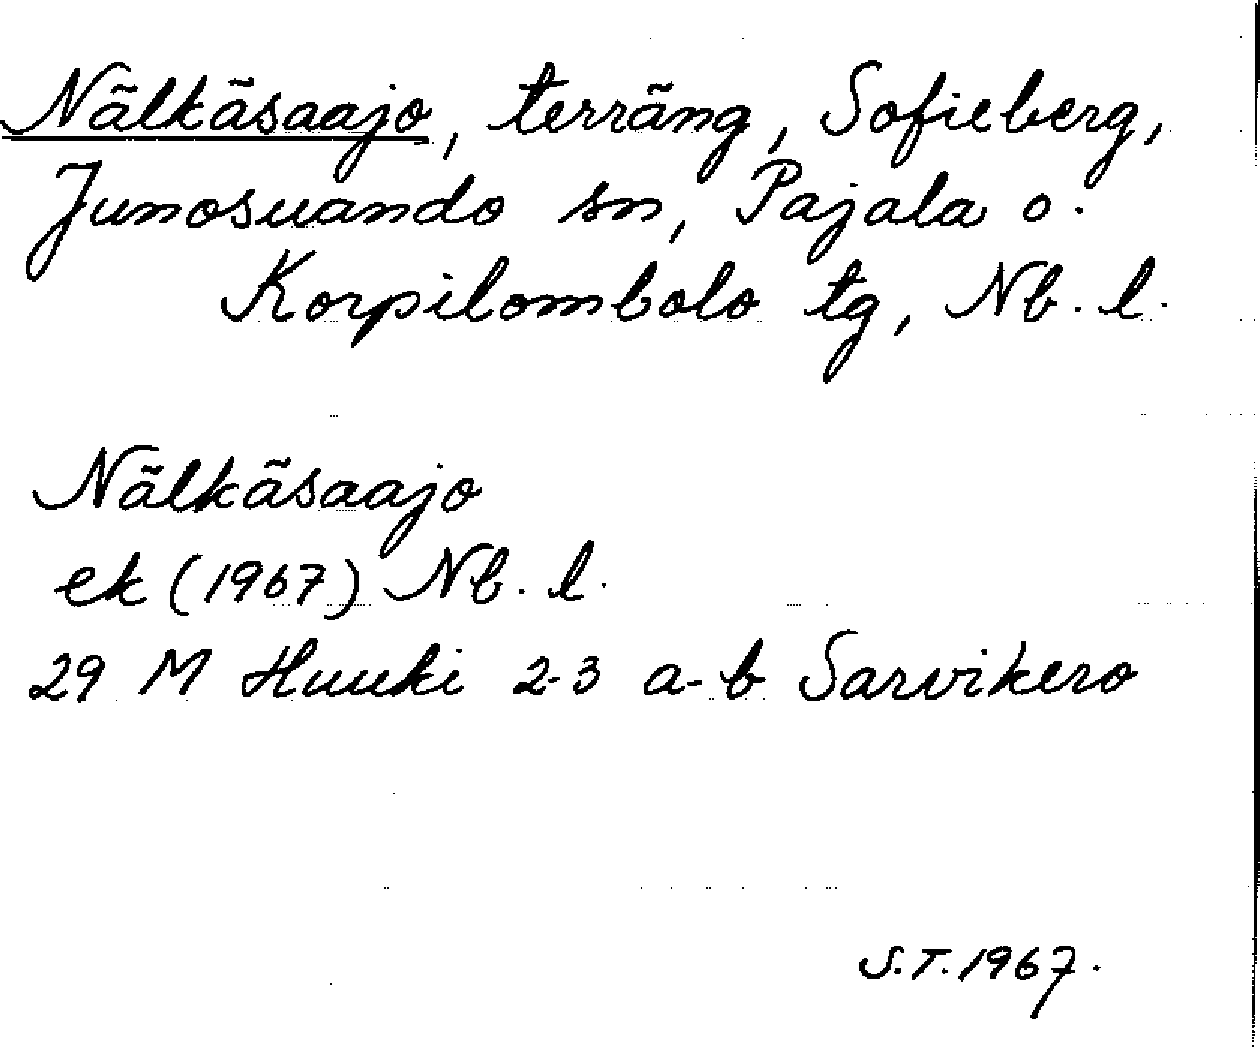 Nälkäsaajo, terräng, Sofieberg,
Junosuando sn, Pajala o.
Korpilombolo tg, Nb. l.
Nälkäsaajo
ek (1967) Nb. l.
29 M Huuki 2-3 a-b Sarvikero
S.T. 1967.